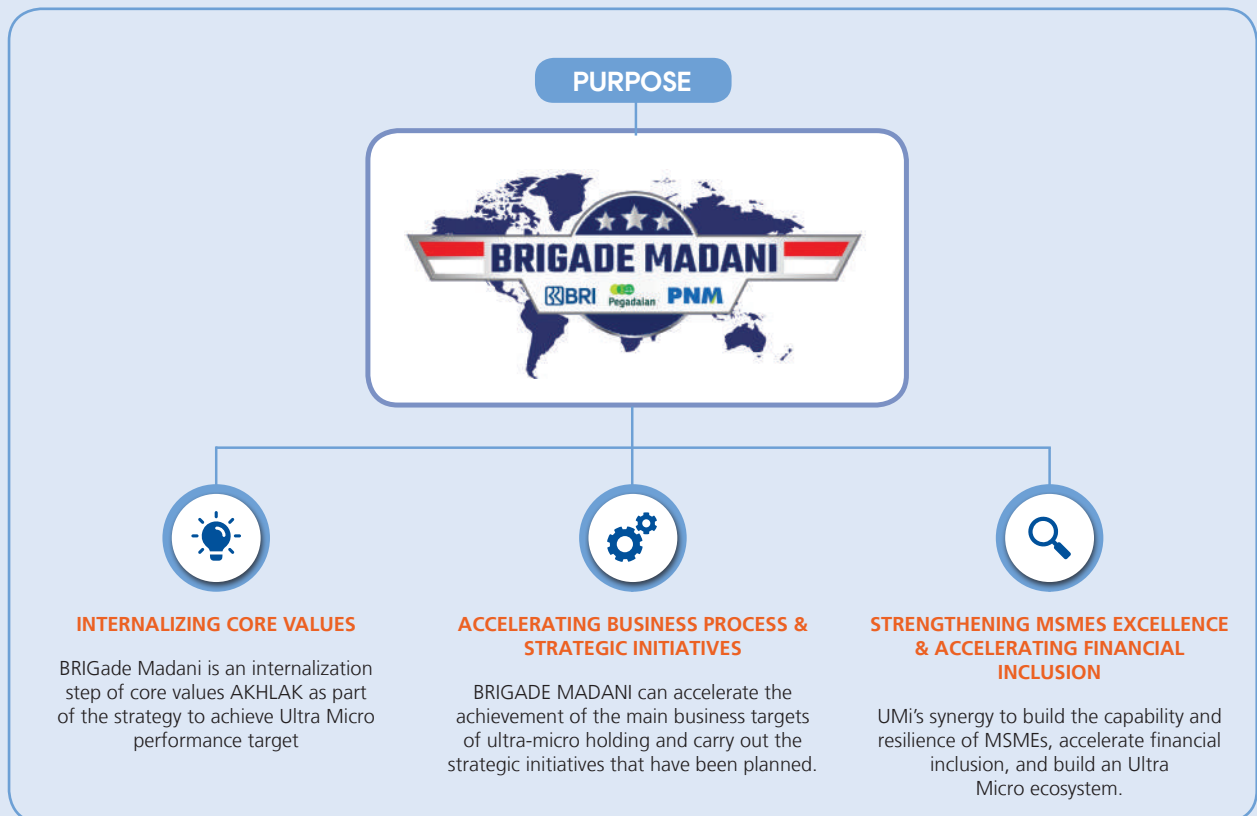 PURPOSE
BRIGADE MADANI
BRI Pegadaian PNM
INTERNALIZING CORE VALUES
BRIGade Madani is an internalization
step of core values AKHLAK as part
of the strategy to achieve Ultra Micro
performance target
ACCELERATING BUSINESS PROCESS &
STRATEGIC INITIATIVES
BRIGADE MADANI can accelerate the
achievement of the main business targets
of ultra-micro holding and carry out the
strategic initiatives that have been planned.
STRENGTHENING MSMES EXCELLENCE
& ACCELERATING FINANCIAL
INCLUSION
UMi’s synergy to build the capability and
resilience of MSMEs, accelerate financial
inclusion, and build an Ultra
Micro ecosystem.